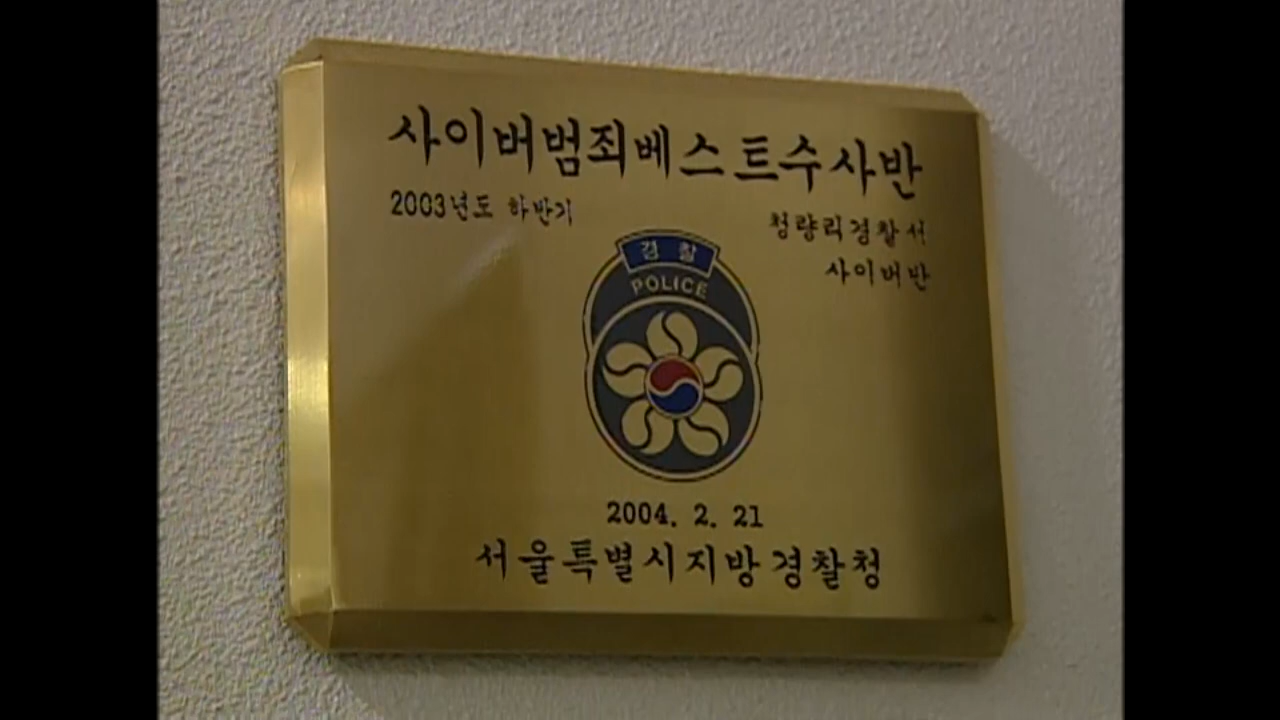 사이버범죄베스트수사반
2003년도 하반기
청량리경찰서
사이버반
경찰
POLICE
2004. 2. 21
서울특별시지방경찰청